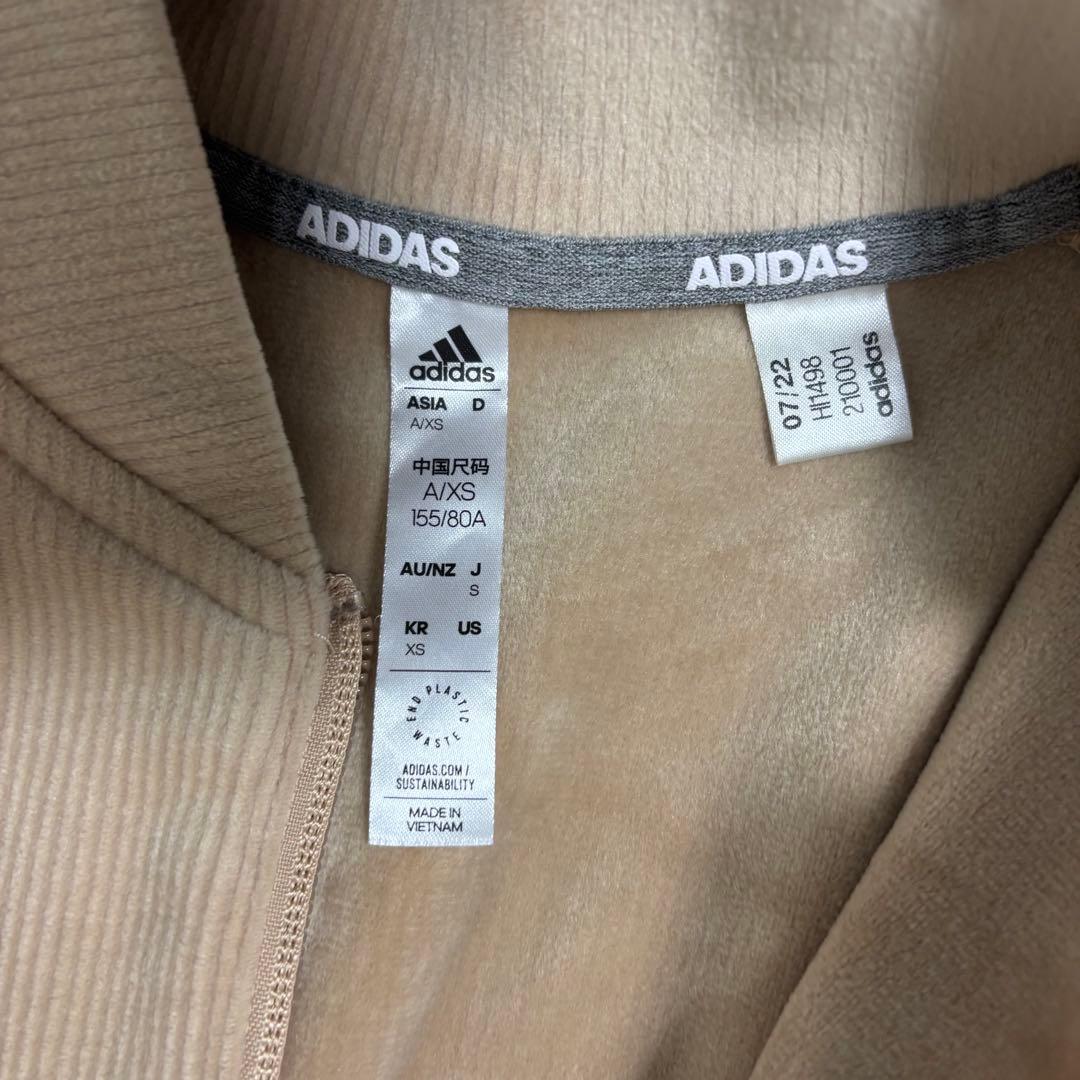 ADIDAS
ADIDAS
adidas
ASIA D
A/XS
中国尺码
A/XS
155/80A
AU/NZ J
S
KR US
XS
END PLASTIC WASTE
ADIDAS.COM/
SUSTAINABILITY
MADE IN
VIETNAM
07/22
HI1498
210001
adidas